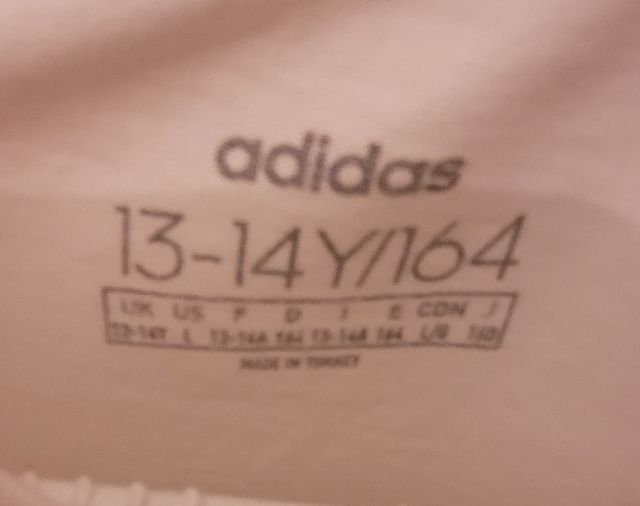 adidas
13-14Y/164
UK US F D I E CDN J
13-14Y L 13-14A 164 13-14A 164 L/G 160
MADE IN TURKEY